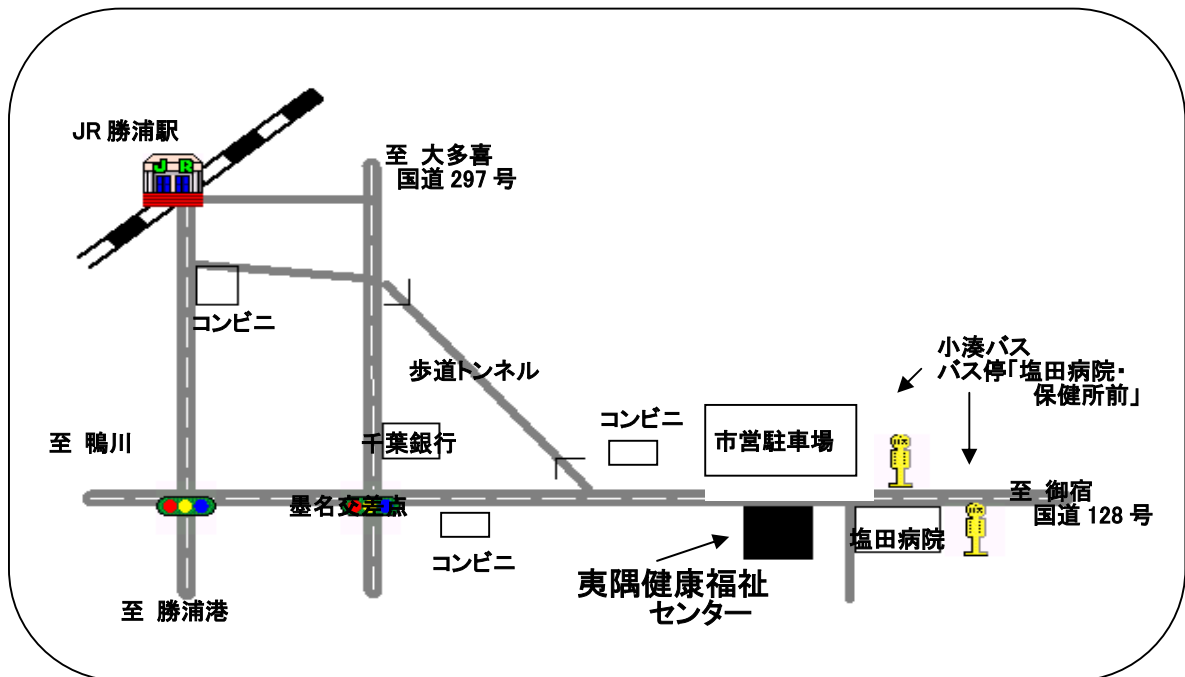 JR 勝浦駅
JR
至 大多喜
国道 297 号
コンビニ
歩道トンネル
小湊バス
バス停「塩田病院・
保健所前」
コンビニ
市営駐車場
至 鴨川
千葉銀行
墨名交差点
至 御宿
国道 128 号
塩田病院
コンビニ
夷隅健康福祉
センター
至 勝浦港